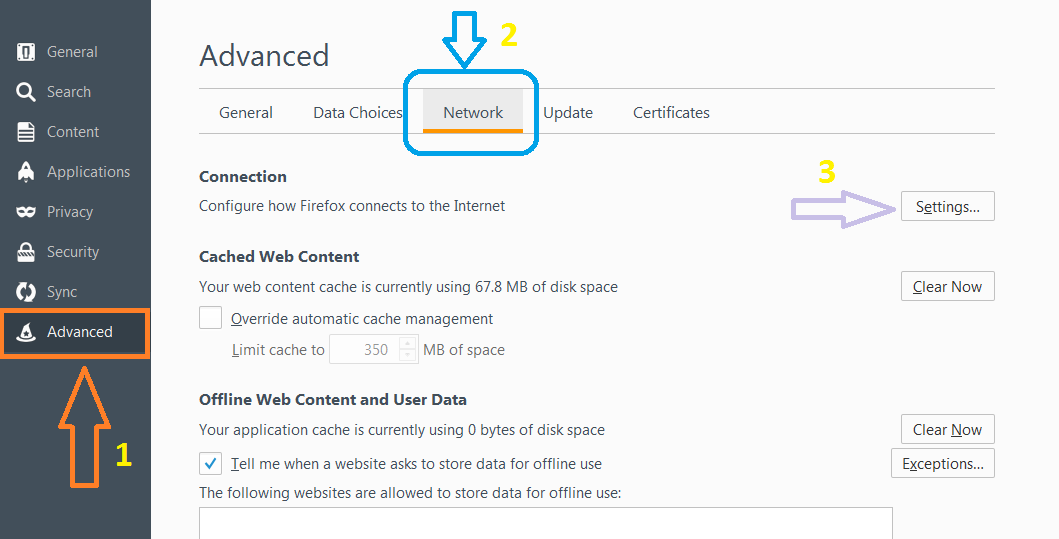 General
Search
Content
Applications
Privacy
Security
Sync
Advanced
1
Advanced
2
General Data Choices Network Update Certificates
Connection
3
Configure how Firefox connects to the Internet Settings...
Cached Web Content
Your web content cache is currently using 67.8 MB of disk space Clear Now
Override automatic cache management
Limit cache to 350 MB of space
Offline Web Content and User Data
Your application cache is currently using 0 bytes of disk space Clear Now
Tell me when a website asks to store data for offline use Exceptions...
The following websites are allowed to store data for offline use: